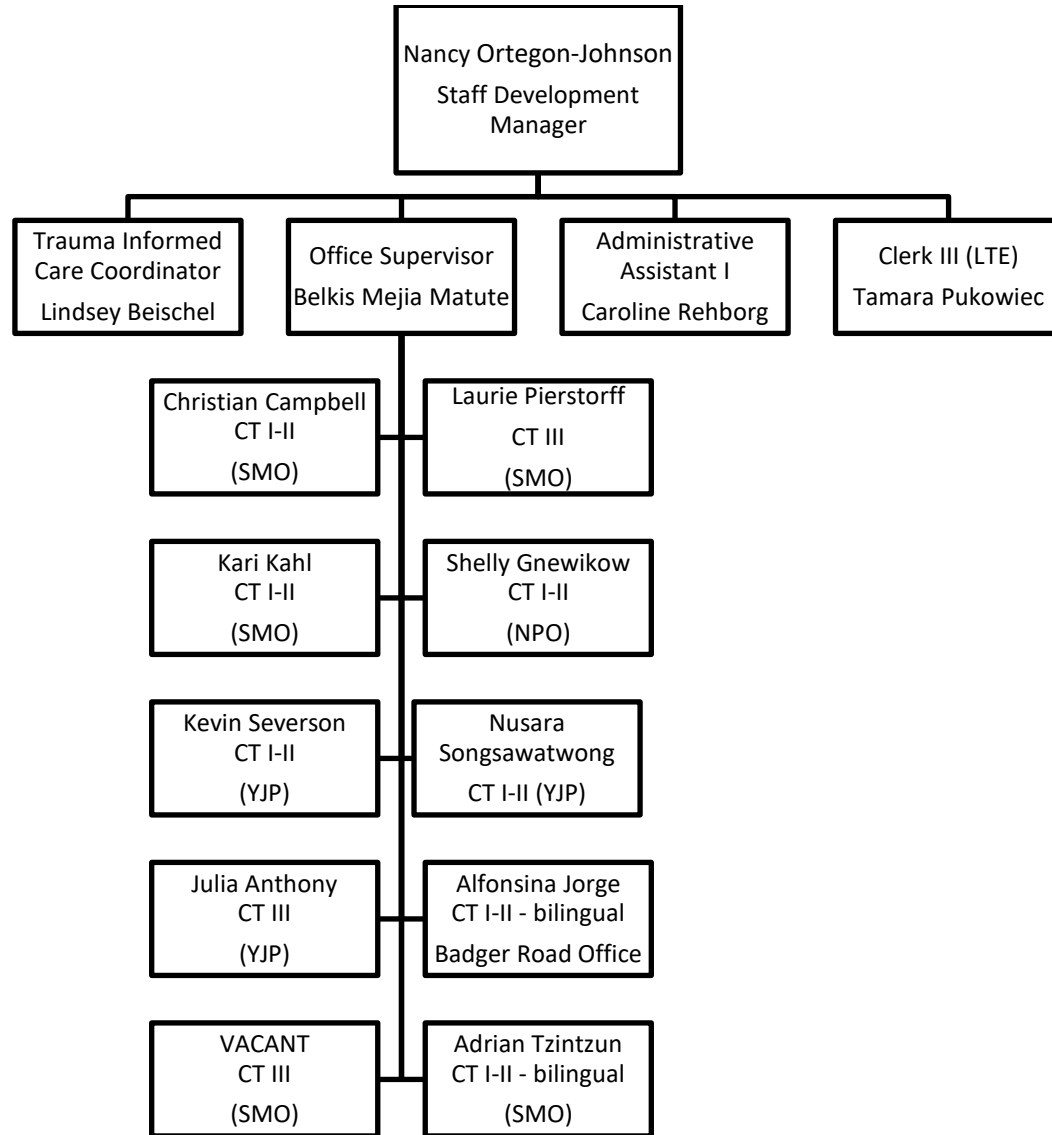 Nancy Ortegon-Johnson
Staff Development
Manager
Trauma Informed
Care Coordinator
Lindsey Beischel
Office Supervisor
Belkis Mejia Matute
Administrative
Assistant I
Caroline Rehborg
Clerk III (LTE)
Tamara Pukowiec
Christian Campbell
CT I-II
(SMO)
Laurie Pierstorff
CT III
(SMO)
Kari Kahl
CT I-II
(SMO)
Shelly Gnewikow
CT I-II
(NPO)
Kevin Severson
CT I-II
(YJP)
Nusara
Songsawatwong
CT I-II (YJP)
Julia Anthony
CT III
(YJP)
Alfonsina Jorge
CT I-II - bilingual
Badger Road Office
VACANT
CT III
(SMO)
Adrian Tzintzun
CT I-II - bilingual
(SMO)